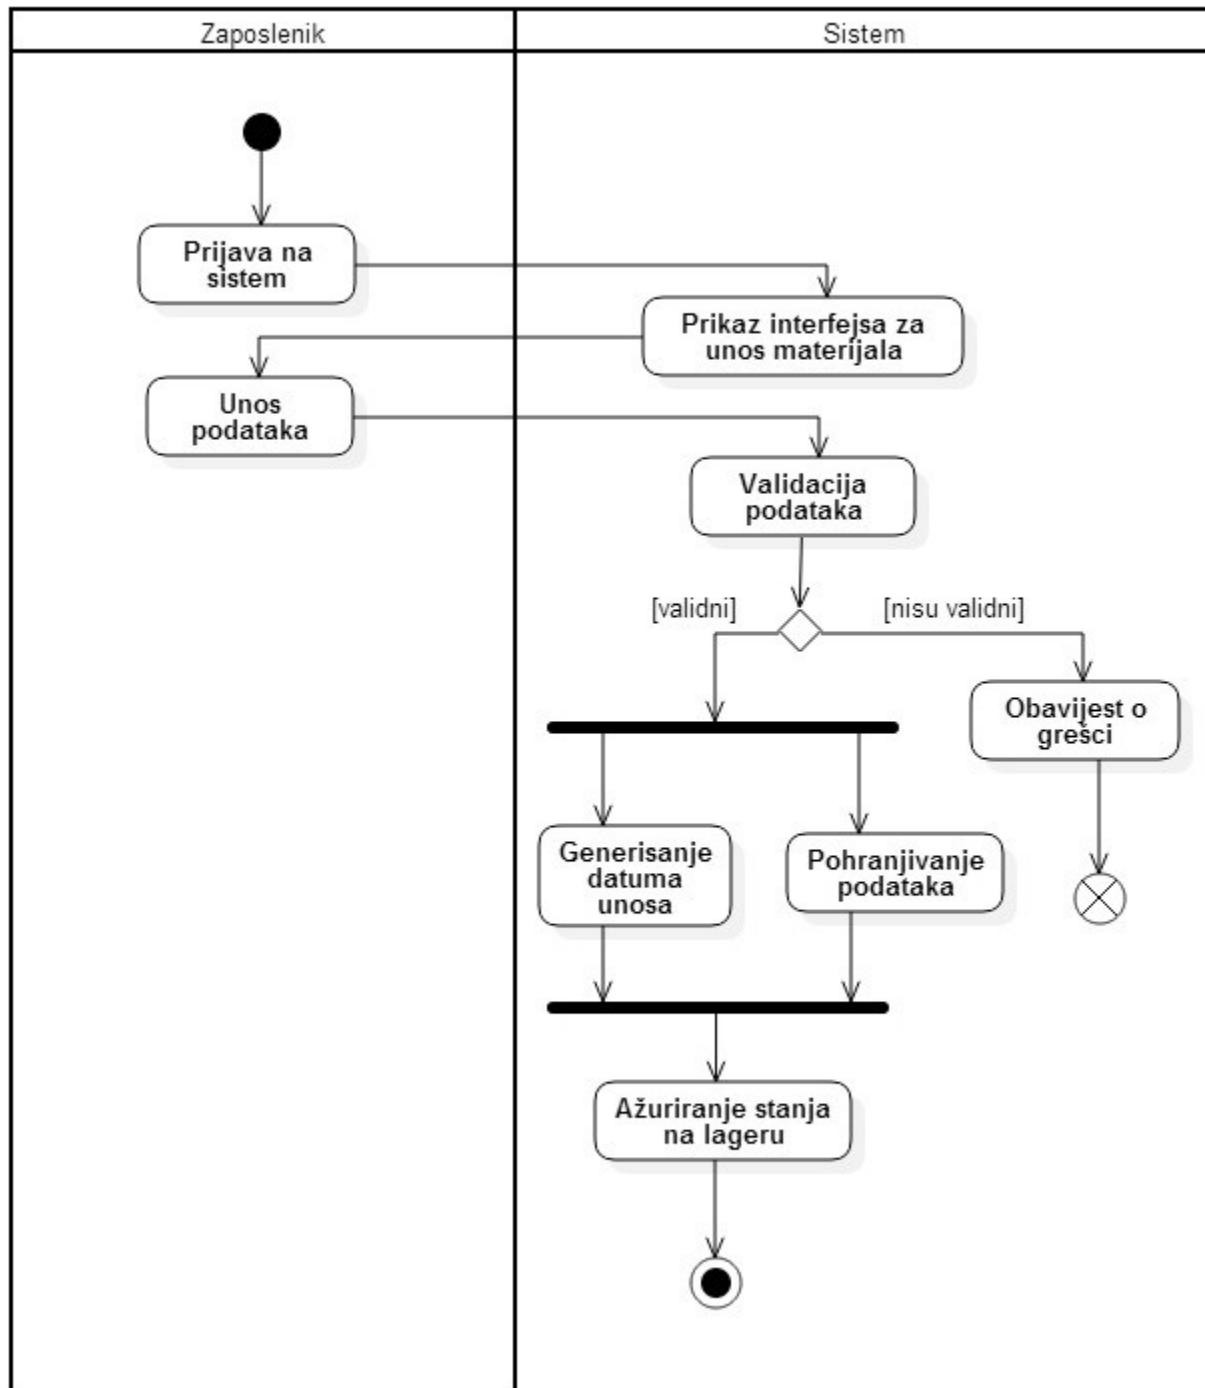 Zaposlenik
Sistem
Prijava na
sistem
Prikaz interfejsa za
unos materijala
Unos
podataka
Validacija
podataka
[validni]
[nisu validni]
Obavijest o
grešci
Generisanje
datuma
unosa
Pohranjivanje
podataka
Ažuriranje stanja
na lageru